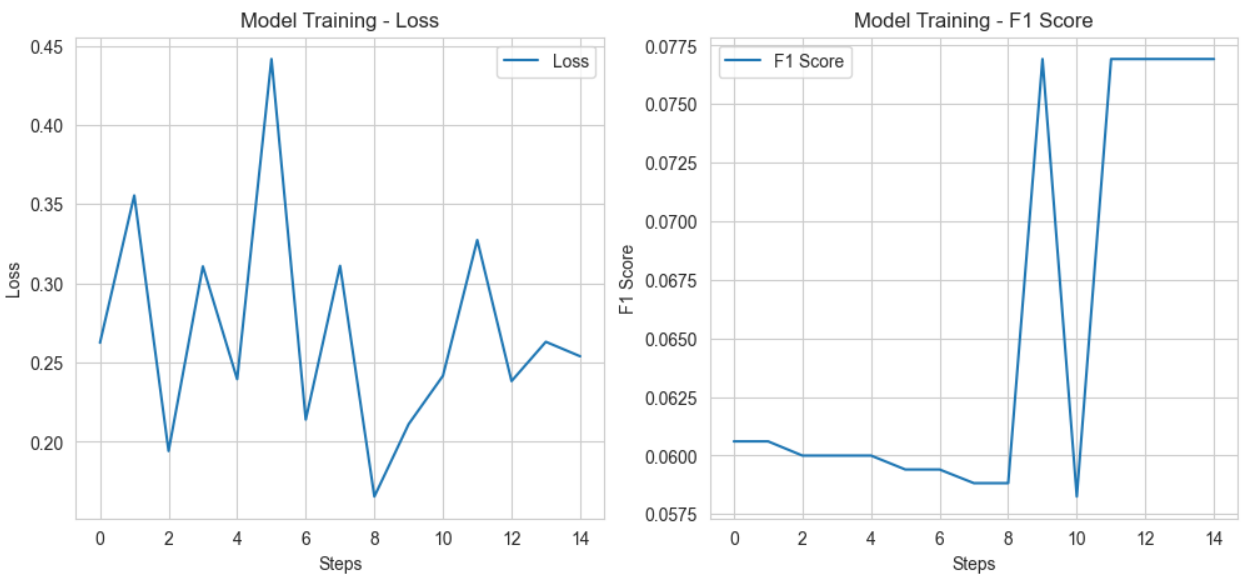 Model Training - Loss
0.45
0.40
0.35
0.30
0.25
0.20
Loss
Loss
0 2 4 6 8 10 12 14
Steps
Model Training - F1 Score
0.0775
0.0750
0.0725
0.0700
0.0675
0.0650
0.0625
0.0600
0.0575
F1 Score
F1 Score
0 2 4 6 8 10 12 14
Steps